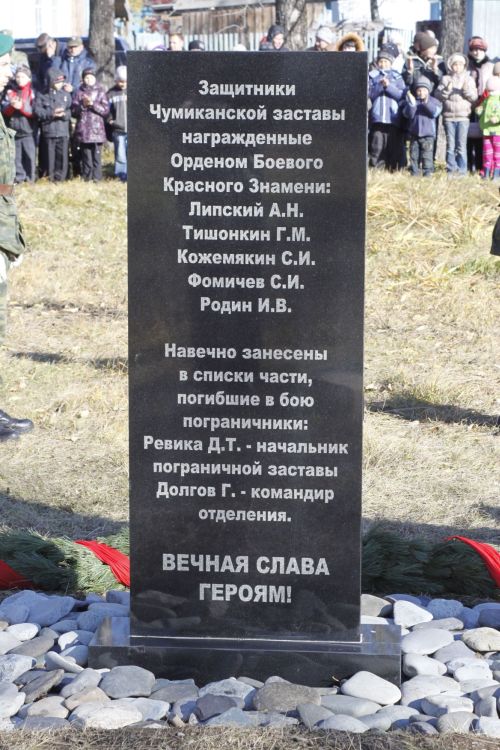 Защитники
Чумиканской заставы
награжденные
Орденом Боевого
Красного Знамени:
Липский А.Н.
Тишонкин Г.М.
Кожемякин С.И.
Фомичев С.И.
Родин И.В.
Навечно занесены
в списки части,
погибшие в бою
пограничники:
Ревика Д.Т. - начальник
пограничной заставы
Долгов Г. - командир
отделения.
ВЕЧНАЯ СЛАВА
ГЕРОЯМ!